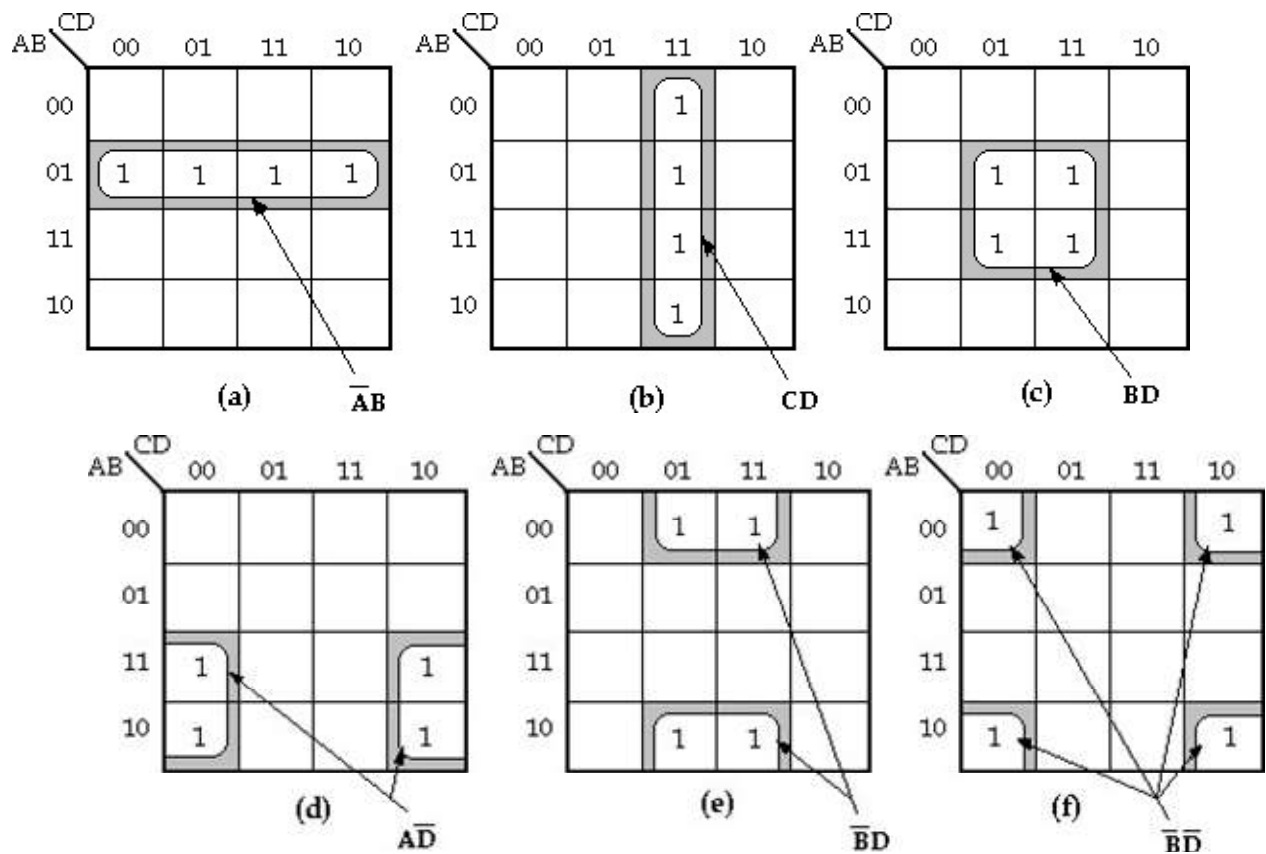 CD CD CD
AB 00 01 11 10 AB 00 01 11 10 AB 00 01 11 10
00 00 1 00
01 1 1 1 1 01 1 01 1 1
11 11 1 11 1 1
10 10 1 10
(a) A̅B (b) CD (c) BD
CD CD CD
AB 00 01 11 10 AB 00 01 11 10 AB 00 01 11 10
00 00 1 1 00 1 1
01 01 01
11 1 1 11 11
10 1 1 10 1 1 10 1 1
(d) (e) (f)
AD̅ B̅D B̅D̅